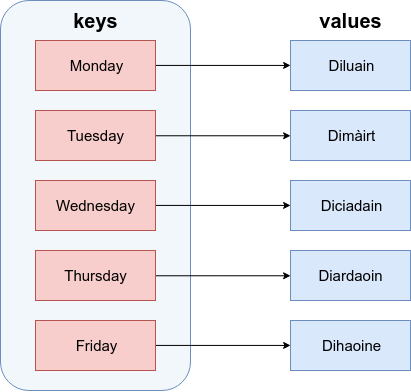 keys values
Monday Diluain
Tuesday Dimàirt
Wednesday Diciadain
Thursday Diardaoin
Friday Dihaoine